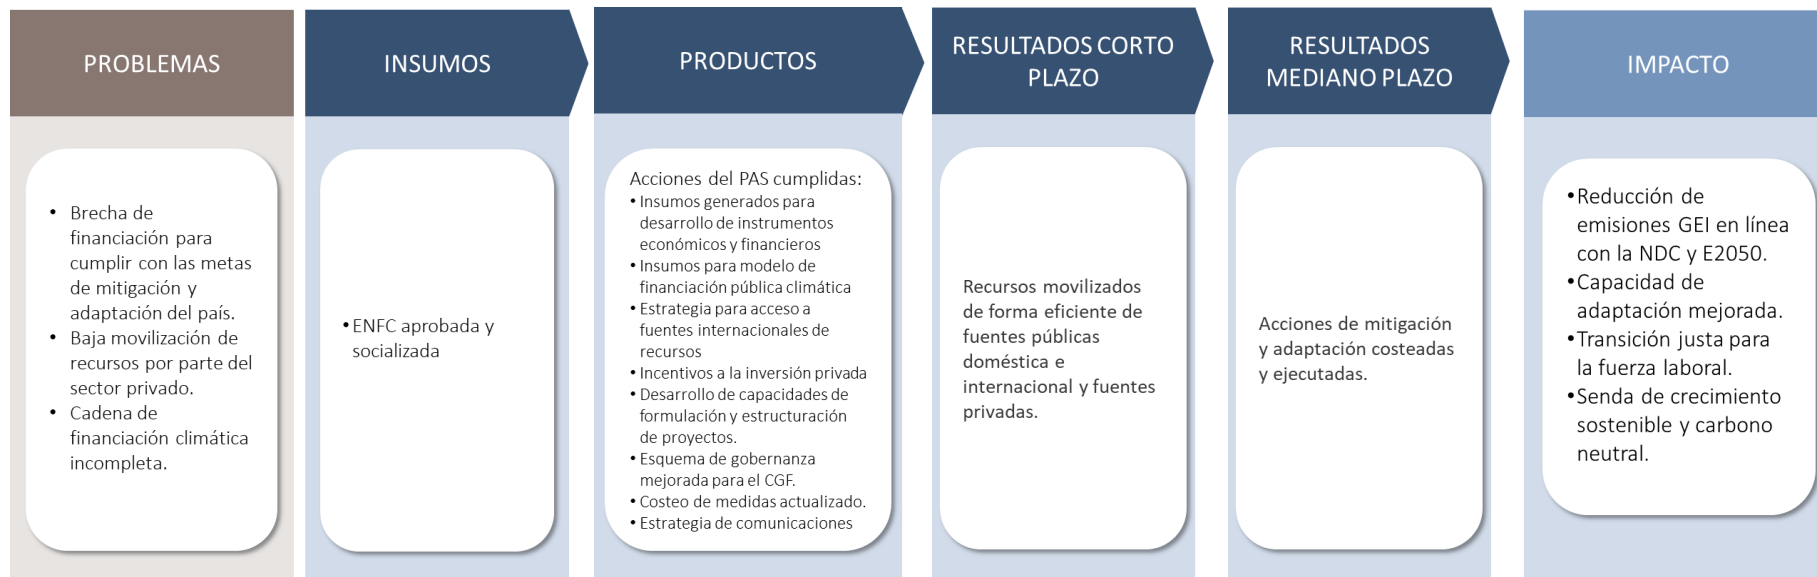 PROBLEMAS
• Brecha de
financiación para
cumplir con las metas
de mitigación y
adaptación del país.
• Baja movilización de
recursos por parte del
sector privado.
• Cadena de
financiación climática
incompleta.
INSUMOS
• ENFC aprobada y
socializada
PRODUCTOS
Acciones del PAS cumplidas:
• Insumos generados para
desarrollo de instrumentos
económicos y financieros
• Insumos para modelo de
financiación pública climática
• Estrategia para acceso a
fuentes internacionales de
recursos
• Incentivos a la inversión privada
• Desarrollo de capacidades de
formulación y estructuración
de proyectos.
• Esquema de gobernanza
mejorada para el CGF.
• Costeo de medidas actualizado.
• Estrategia de comunicaciones
RESULTADOS CORTO
PLAZO
Recursos movilizados
de forma eficiente de
fuentes públicas
doméstica e
internacional y fuentes
privadas.
RESULTADOS
MEDIANO PLAZO
Acciones de mitigación
y adaptación costeadas
y ejecutadas.
IMPACTO
• Reducción de
emisiones GEI en línea
con la NDC y E2050.
• Capacidad de
adaptación mejorada.
• Transición justa para
la fuerza laboral.
• Senda de crecimiento
sostenible y carbono
neutral.